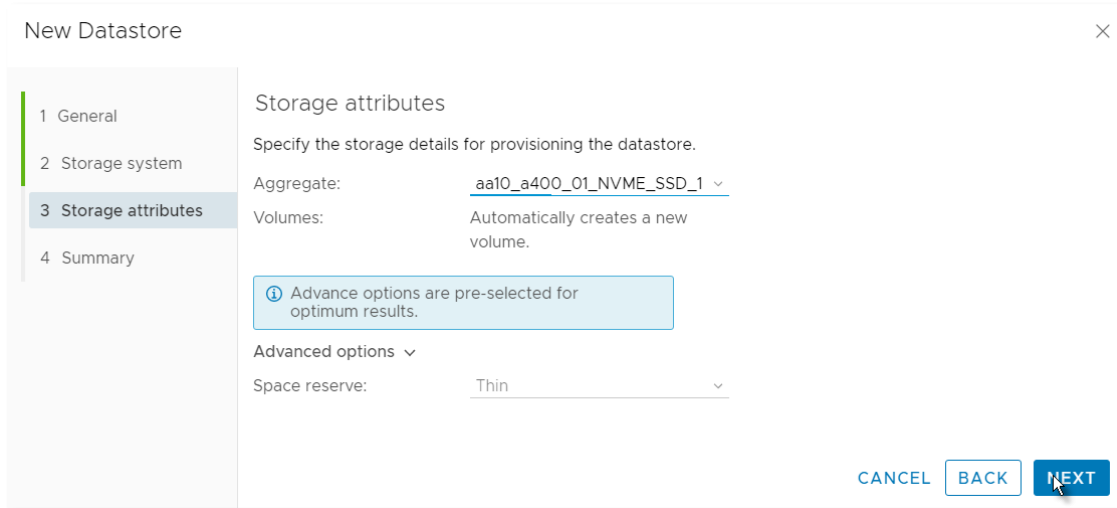 New Datastore
1 General
2 Storage system
3 Storage attributes
4 Summary
Storage attributes
Specify the storage details for provisioning the datastore.
Aggregate: aa10_a400_01_NVME_SSD_1
Volumes: Automatically creates a new
volume.
Advance options are pre-selected for
optimum results.
Advanced options
Space reserve: Thin
CANCEL BACK NEXT